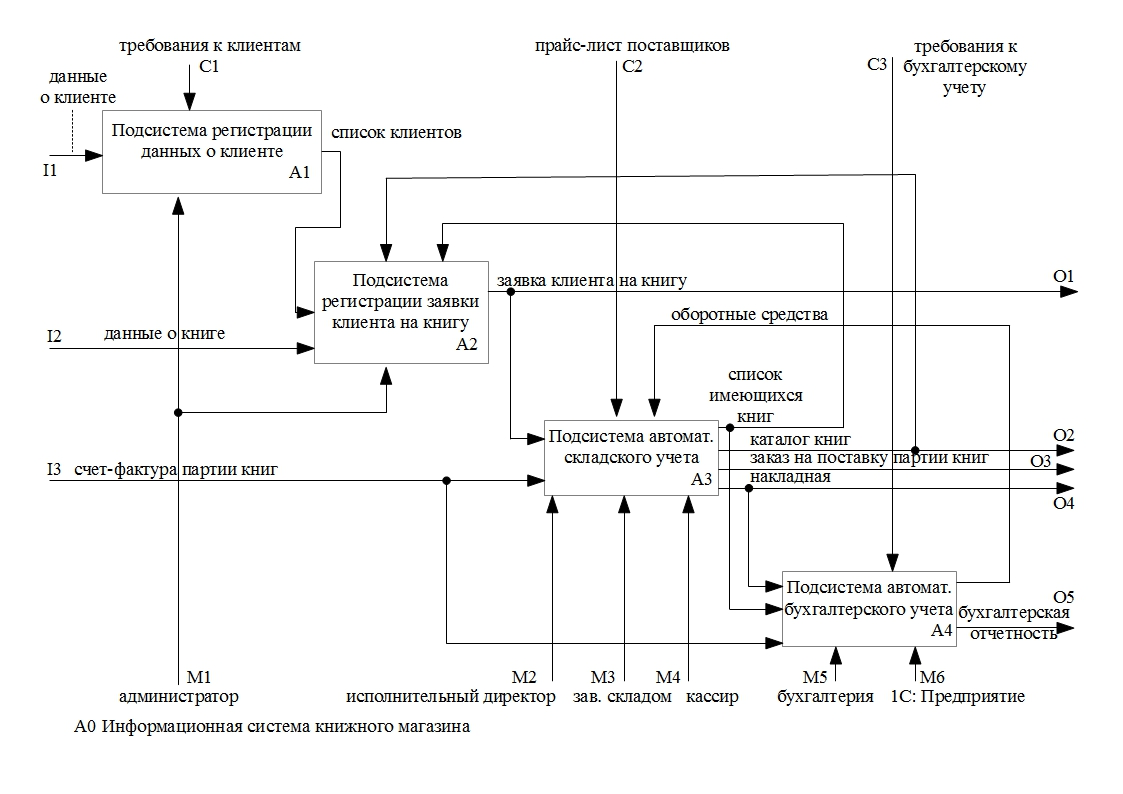 требования к клиентам
прайс-лист поставщиков
требования к
бухгалтерскому
учету
C1
C2
C3
данные
о клиенте
I1
Подсистема регистрации
данных о клиенте
A1
список клиентов
Подсистема
регистрации заявки
клиента на книгу
A2
заявка клиента на книгу
O1
I2
данные о книге
оборотные средства
список
имеющихся
книг
Подсистема автомат.
складского учета
A3
каталог книг
O2
заказ на поставку партии книг
O3
накладная
O4
I3
счет-фактура партии книг
Подсистема автомат.
бухгалтерского учета
A4
O5
бухгалтерская
отчетность
M1
администратор
M2
исполнительный директор
M3
зав. складом
M4
кассир
M5
бухгалтерия
M6
1С: Предприятие
A0 Информационная система книжного магазина